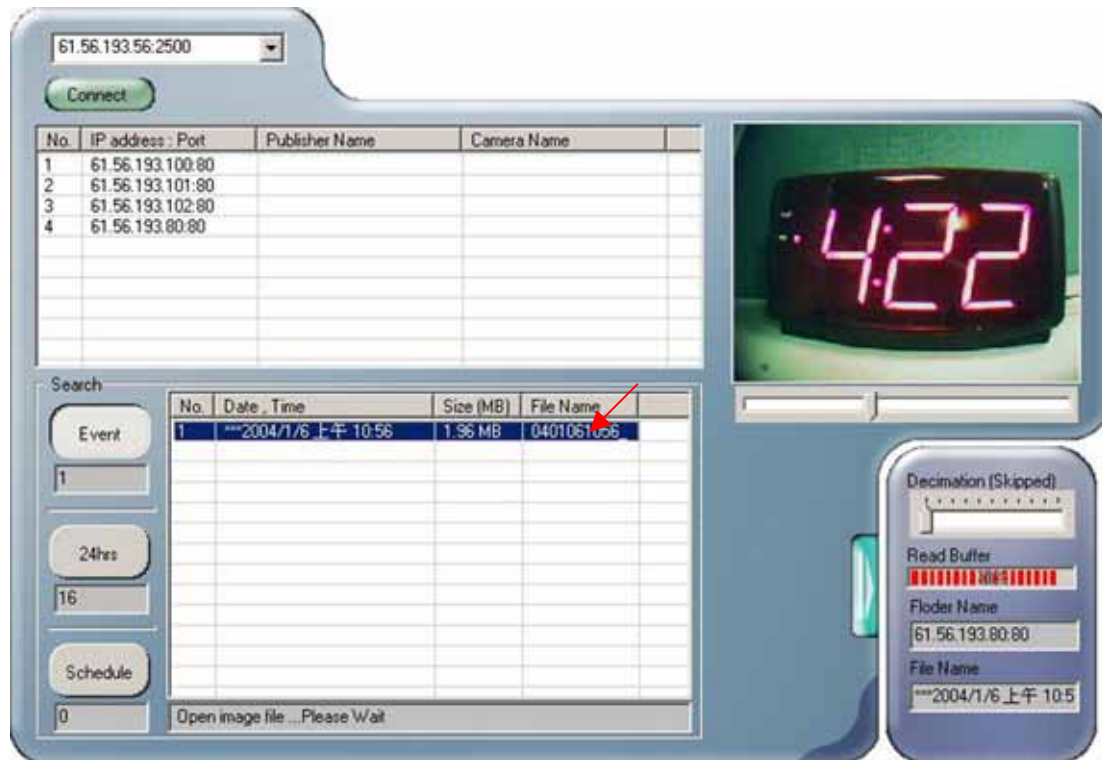 61.56.193.56:2500
Connect
No. IP address : Port Publisher Name Camera Name
1 61.56.193.100:80
2 61.56.193.101:80
3 61.56.193.102:80
4 61.56.193.80:80
4:22
Search
No. Date , Time Size (MB) File Name
Event
1 ***2004/1/6 上午 10:56 1.96 MB 0401061056_
1
24hrs
16
Schedule
0
Open image file ...Please Wait
Decimation (Skipped)
Read Buffer
Floder Name
61.56.193.80:80
File Name
***2004/1/6 上午 10:5